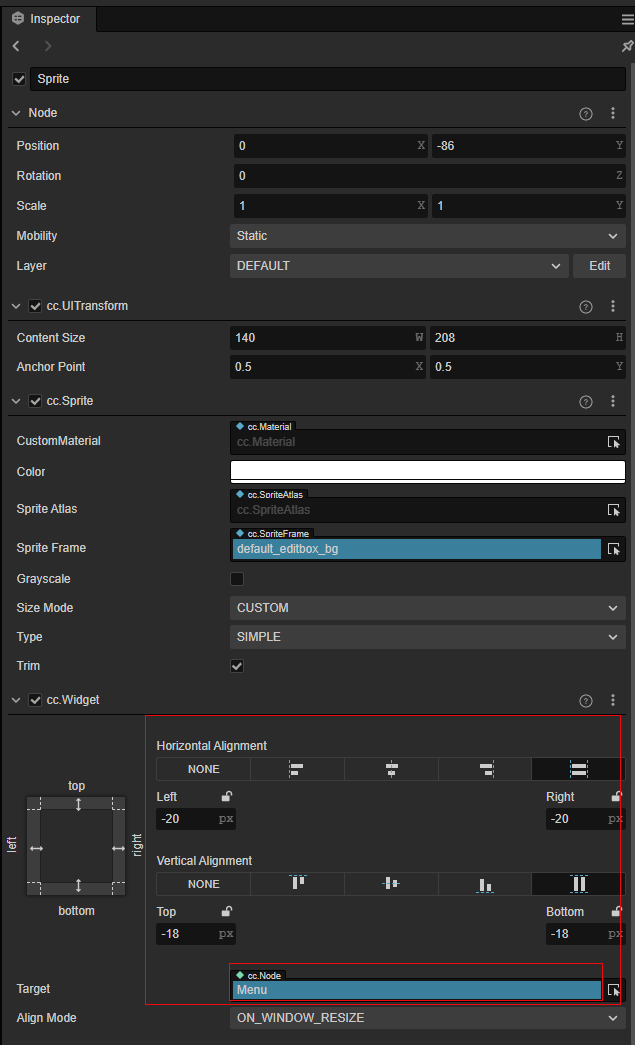 Inspector
Sprite
Node
Position 0 X -86 Y
Rotation 0 Z
Scale 1 X 1 Y
Mobility Static
Layer DEFAULT Edit
cc.UITransform
Content Size 140 W 208 H
Anchor Point 0.5 X 0.5 Y
cc.Sprite
cc.Material
CustomMaterial cc.Material
Color
cc.SpriteAtlas
Sprite Atlas cc.SpriteAtlas
cc.SpriteFrame
Sprite Frame default_editbox_bg
Grayscale
Size Mode CUSTOM
Type SIMPLE
Trim
cc.Widget
Horizontal Alignment
NONE
top
Left Right
-20 px -20 px
left
right
Vertical Alignment
NONE
bottom
Top Bottom
-18 px -18 px
cc.Node
Target Menu
Align Mode ON_WINDOW_RESIZE